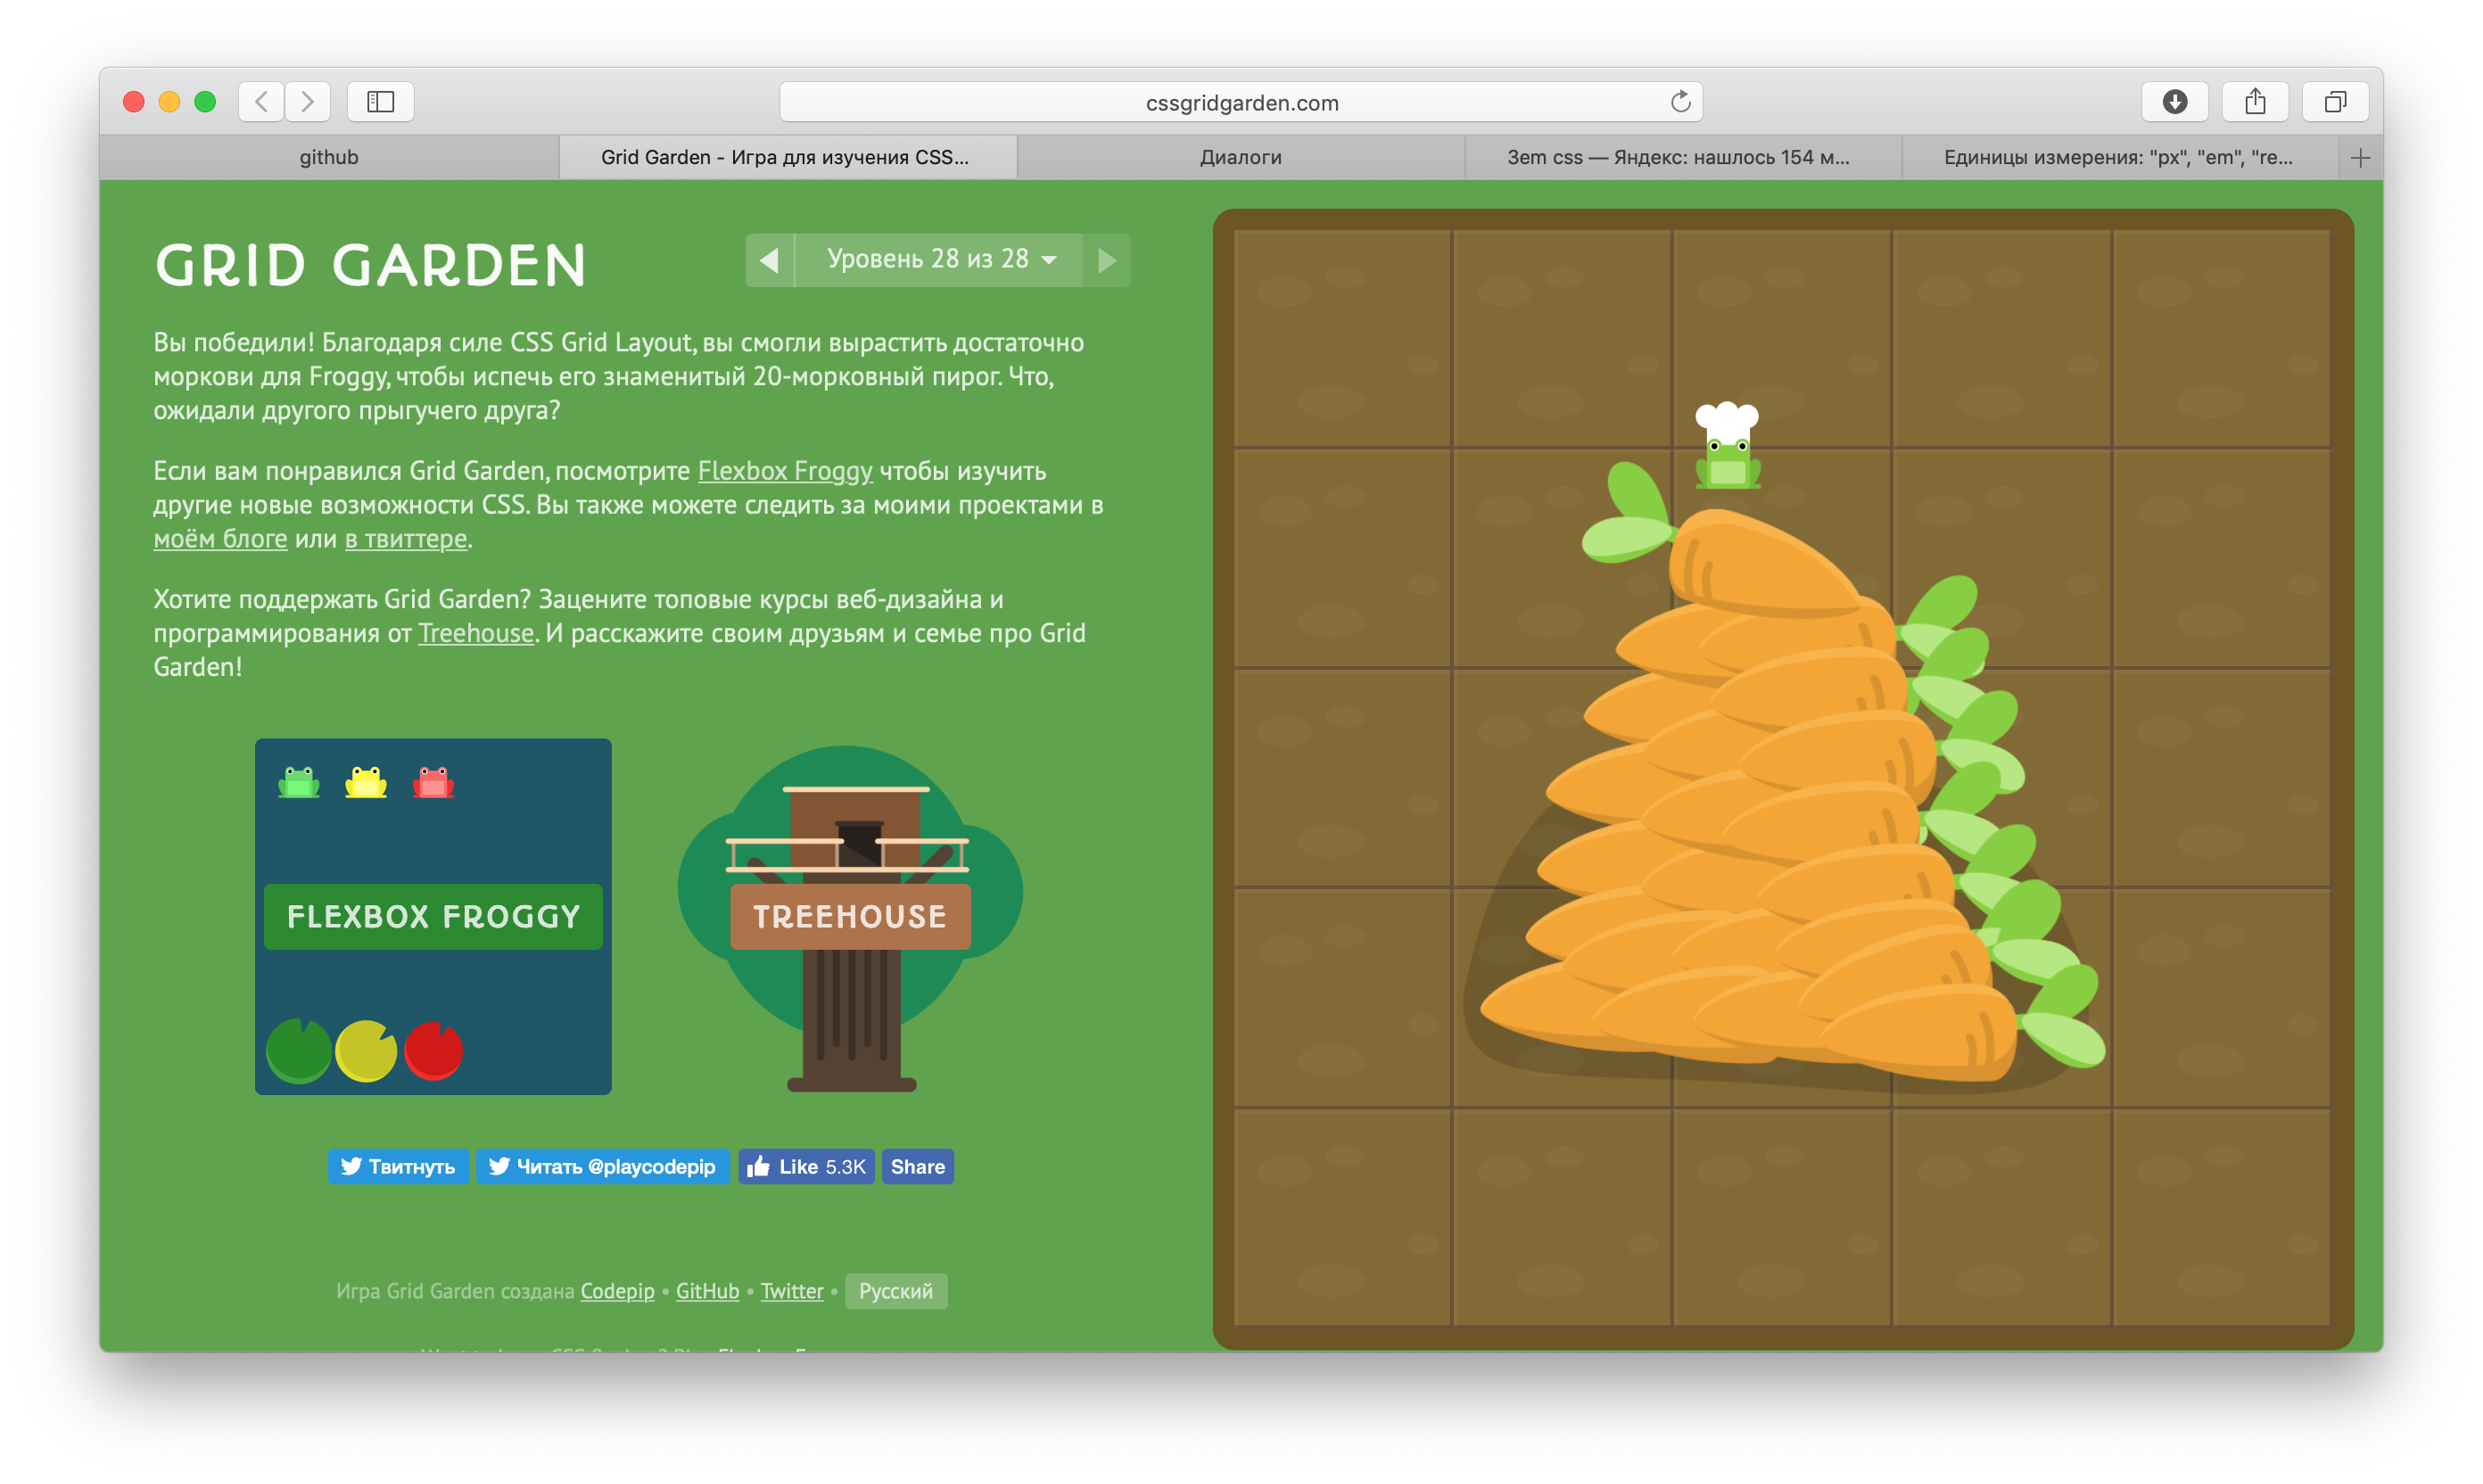 cssgridgarden.com
github
Grid Garden - Игра для изучения CSS...
Диалоги
3em css — Яндекс: нашлось 154 м...
Единицы измерения: "px", "em", "re...
GRID GARDEN
Уровень 28 из 28
Вы победили! Благодаря силе CSS Grid Layout, вы смогли вырастить достаточно
моркови для Froggy, чтобы испечь его знаменитый 20-морковный пирог. Что,
ожидали другого прыгучего друга?
Если вам понравился Grid Garden, посмотрите Flexbox Froggy чтобы изучить
другие новые возможности CSS. Вы также можете следить за моими проектами в
моём блоге или в твиттере.
Хотите поддержать Grid Garden? Зацените топовые курсы веб-дизайна и
программирования от Treehouse. И расскажите своим друзьям и семье про Grid
Garden!
FLEXBOX FROGGY
TREEHOUSE
Твитнуть
Читать @playcodepip
Like 5.3K
Share
Игра Grid Garden создана Codepip • GitHub • Twitter • Русский